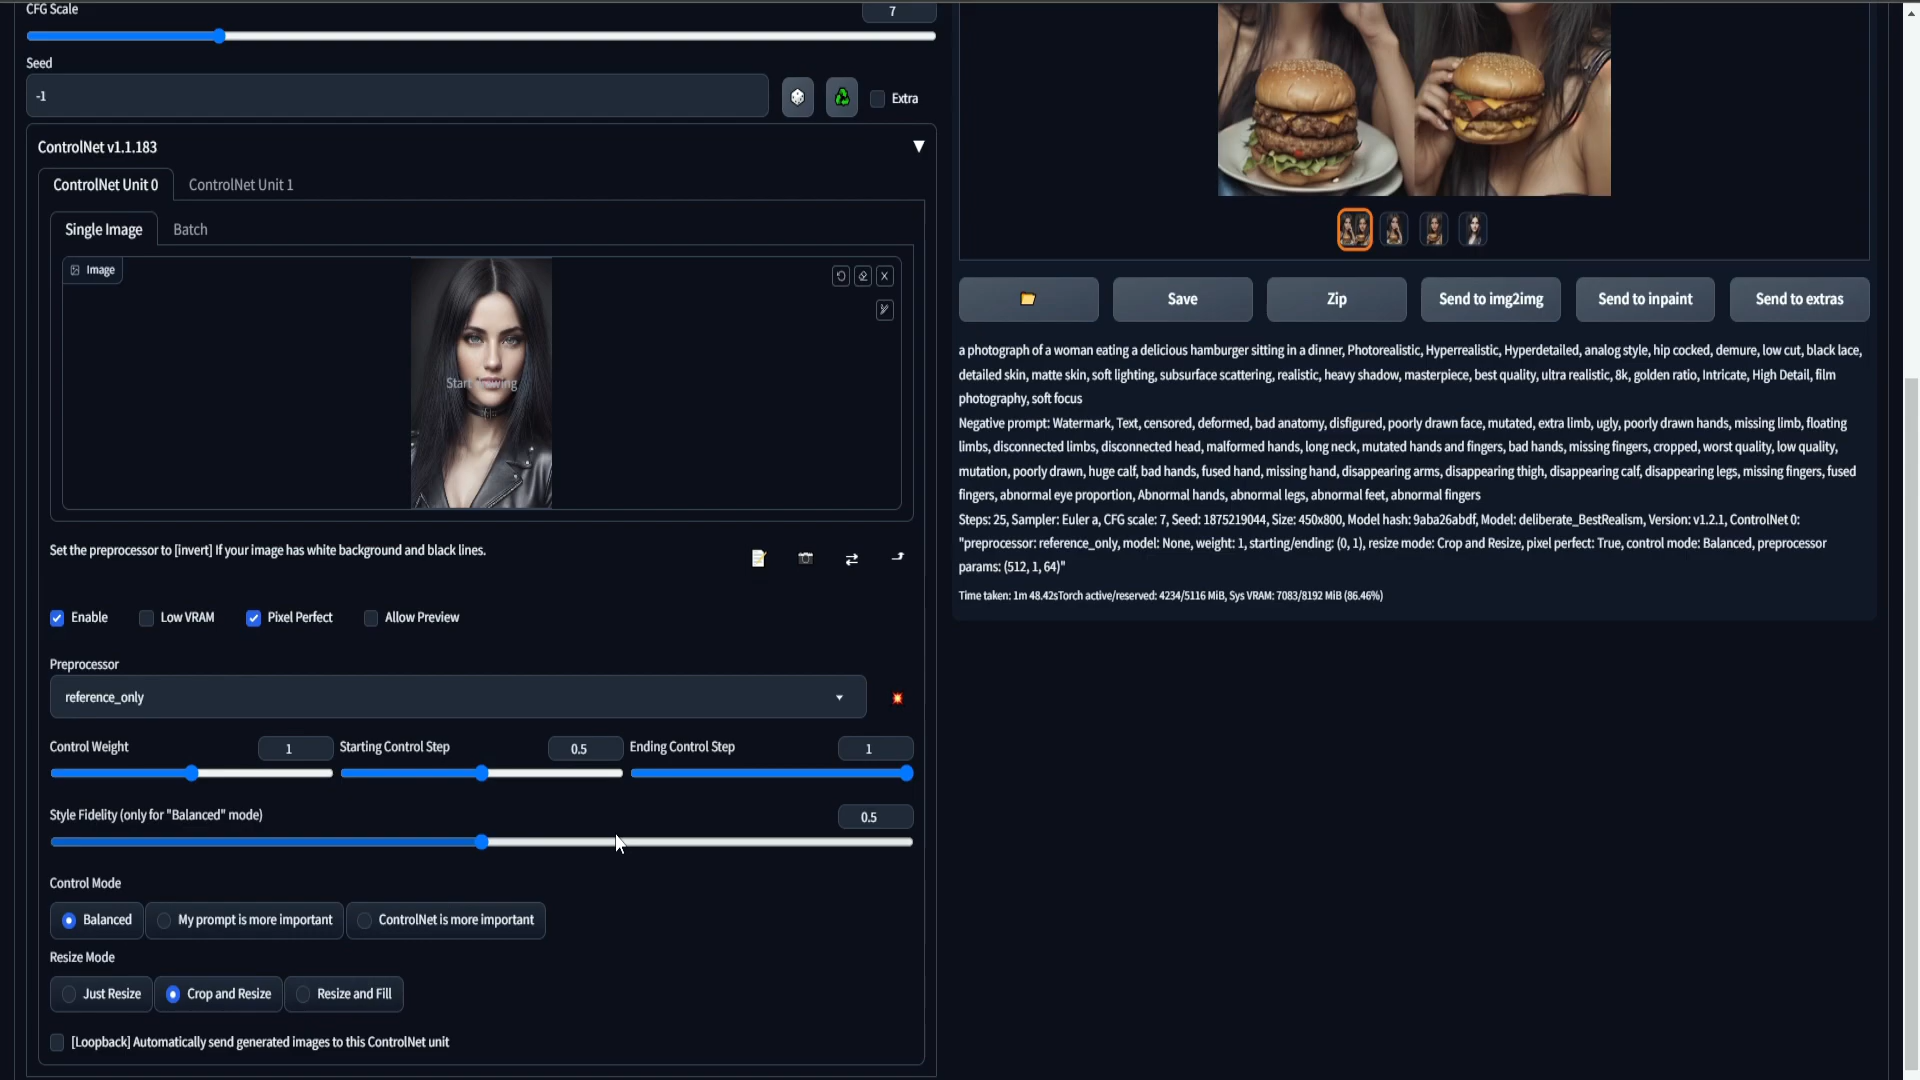 CFG Scale
7
Seed
-1
Extra
ControlNet v1.1.183
ControlNet Unit 0
ControlNet Unit 1
Single Image
Batch
Image
Start drawing
Set the preprocessor to [invert] If your image has white background and black lines.
Enable
Low VRAM
Pixel Perfect
Allow Preview
Preprocessor
reference_only
Control Weight
1
Starting Control Step
0.5
Ending Control Step
1
Style Fidelity (only for "Balanced" mode)
0.5
Control Mode
Balanced
My prompt is more important
ControlNet is more important
Resize Mode
Just Resize
Crop and Resize
Resize and Fill
[Loopback] Automatically send generated images to this ControlNet unit
Save
Zip
Send to img2img
Send to inpaint
Send to extras
a photograph of a woman eating a delicious hamburger sitting in a dinner, Photorealistic, Hyperrealistic, Hyperdetailed, analog style, hip cocked, demure, low cut, black lace,
detailed skin, matte skin, soft lighting, subsurface scattering, realistic, heavy shadow, masterpiece, best quality, ultra realistic, 8k, golden ratio, Intricate, High Detail, film
photography, soft focus
Negative prompt: Watermark, Text, censored, deformed, bad anatomy, disfigured, poorly drawn face, mutated, extra limb, ugly, poorly drawn hands, missing limb, floating
limbs, disconnected limbs, disconnected head, malformed hands, long neck, mutated hands and fingers, bad hands, missing fingers, cropped, worst quality, low quality,
mutation, poorly drawn, huge calf, bad hands, fused hand, missing hand, disappearing arms, disappearing thigh, disappearing calf, disappearing legs, missing fingers, fused
fingers, abnormal eye proportion, Abnormal hands, abnormal legs, abnormal feet, abnormal fingers
Steps: 25, Sampler: Euler a, CFG scale: 7, Seed: 1875219044, Size: 450x800, Model hash: 9aba26abdf, Model: deliberate_BestRealism, Version: v1.2.1, ControlNet 0:
"preprocessor: reference_only, model: None, weight: 1, starting/ending: (0, 1), resize mode: Crop and Resize, pixel perfect: True, control mode: Balanced, preprocessor
params: (512, 1, 64)"
Time taken: 1m 48.42sTorch active/reserved: 4234/5116 MiB, Sys VRAM: 7083/8192 MiB (86.46%)